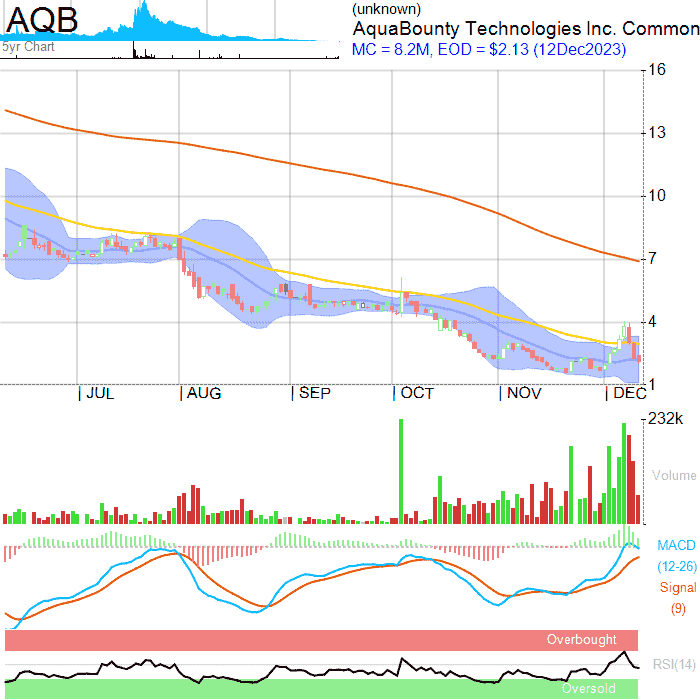 AQB
5yr Chart
(unknown)
AquaBounty Technologies Inc. Common
MC = 8.2M, EOD = $2.13 (12Dec2023)
16
13
10
7
4
1
JUL
AUG
SEP
OCT
NOV
DEC
232k
Volume
MACD
(12-26)
Signal
(9)
Overbought
RSI(14)
Oversold